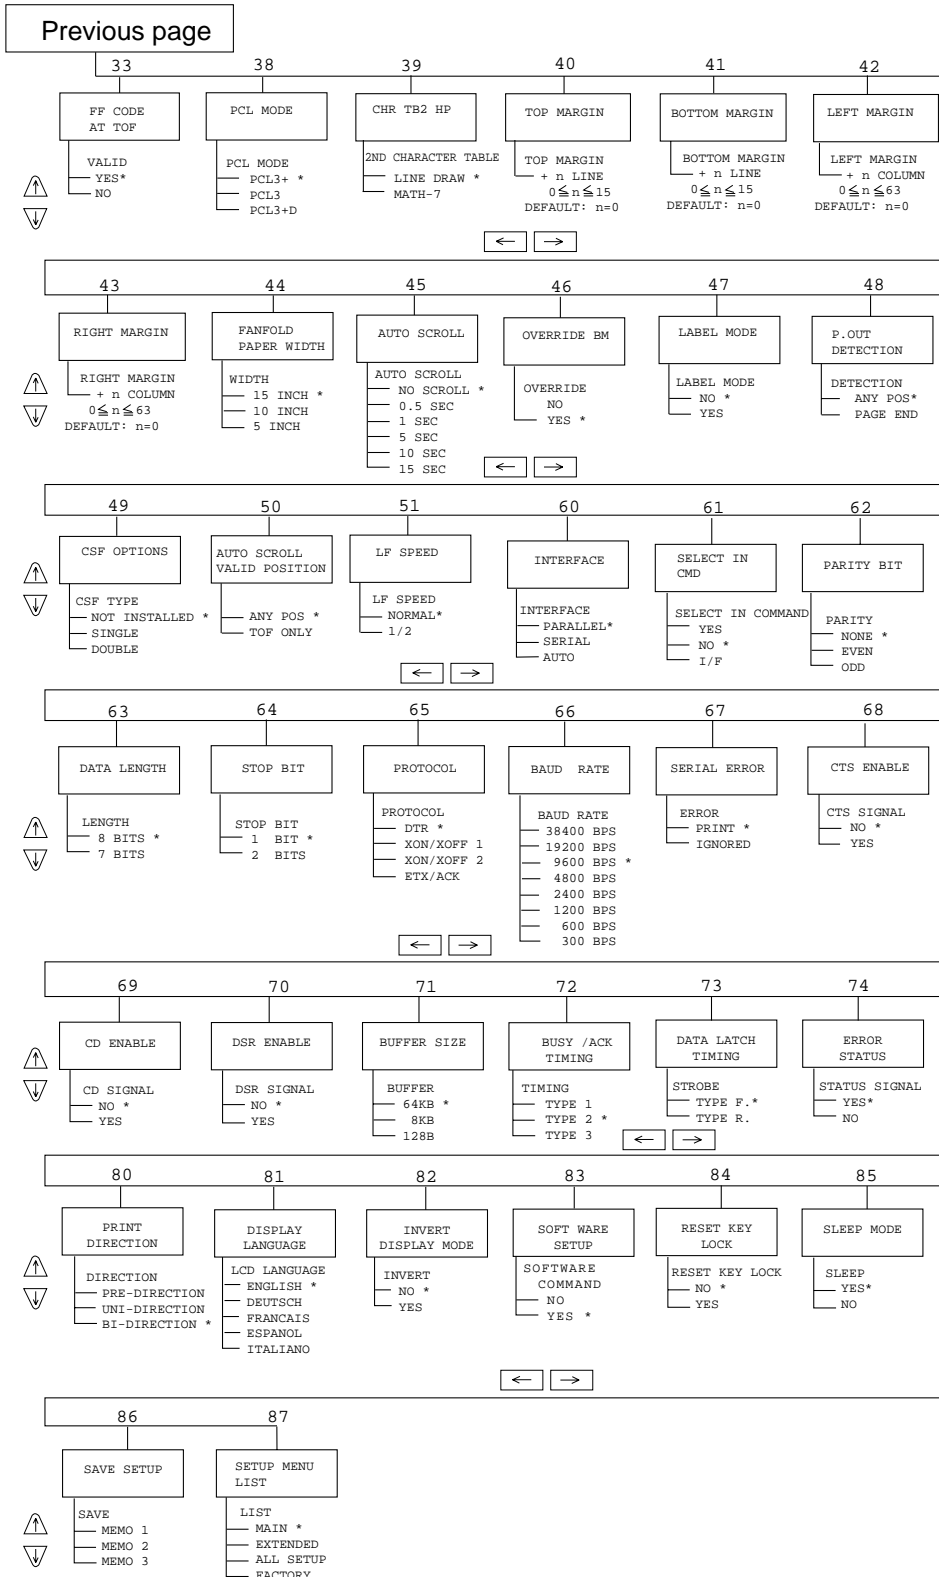 Previous page
33 38 39 40 41 42
FF CODE
AT TOF
VALID
YES*
NO
PCL MODE
PCL MODE
PCL3+ *
PCL3
PCL3+D
CHR TB2 HP
2ND CHARACTER TABLE
LINE DRAW *
MATH-7
TOP MARGIN
TOP MARGIN
+ n LINE
0≦n≦15
DEFAULT: n=0
BOTTOM MARGIN
BOTTOM MARGIN
+ n LINE
0≦n≦15
DEFAULT: n=0
LEFT MARGIN
LEFT MARGIN
+ n COLUMN
0≦n≦63
DEFAULT: n=0
43 44 45 46 47 48
RIGHT MARGIN
RIGHT MARGIN
+ n COLUMN
0≦n≦63
DEFAULT: n=0
FANFOLD
PAPER WIDTH
WIDTH
15 INCH *
10 INCH
5 INCH
AUTO SCROLL
AUTO SCROLL
NO SCROLL *
0.5 SEC
1 SEC
5 SEC
10 SEC
15 SEC
OVERRIDE BM
OVERRIDE
NO
YES *
LABEL MODE
LABEL MODE
NO *
YES
P.OUT
DETECTION
DETECTION
ANY POS*
PAGE END
49 50 51 60 61 62
CSF OPTIONS
CSF TYPE
NOT INSTALLED *
SINGLE
DOUBLE
AUTO SCROLL
VALID POSITION
ANY POS *
TOF ONLY
LF SPEED
LF SPEED
NORMAL*
1/2
INTERFACE
INTERFACE
PARALLEL*
SERIAL
AUTO
SELECT IN
CMD
SELECT IN COMMAND
YES
NO *
I/F
PARITY BIT
PARITY
NONE *
EVEN
ODD
63 64 65 66 67 68
DATA LENGTH
LENGTH
8 BITS *
7 BITS
STOP BIT
STOP BIT
1 BIT *
2 BITS
PROTOCOL
PROTOCOL
DTR *
XON/XOFF 1
XON/XOFF 2
ETX/ACK
BAUD RATE
BAUD RATE
38400 BPS
19200 BPS
9600 BPS *
4800 BPS
2400 BPS
1200 BPS
600 BPS
300 BPS
SERIAL ERROR
ERROR
PRINT *
IGNORED
CTS ENABLE
CTS SIGNAL
NO *
YES
69 70 71 72 73 74
CD ENABLE
CD SIGNAL
NO *
YES
DSR ENABLE
DSR SIGNAL
NO *
YES
BUFFER SIZE
BUFFER
64KB *
8KB
128B
BUSY /ACK
TIMING
TIMING
TYPE 1
TYPE 2 *
TYPE 3
DATA LATCH
TIMING
STROBE
TYPE F.*
TYPE R.
ERROR
STATUS
STATUS SIGNAL
YES*
NO
80 81 82 83 84 85
PRINT
DIRECTION
DIRECTION
PRE-DIRECTION
UNI-DIRECTION
BI-DIRECTION *
DISPLAY
LANGUAGE
LCD LANGUAGE
ENGLISH *
DEUTSCH
FRANCAIS
ESPANOL
ITALIANO
INVERT
DISPLAY MODE
INVERT
NO *
YES
SOFT WARE
SETUP
SOFTWARE
COMMAND
NO
YES *
RESET KEY
LOCK
RESET KEY LOCK
NO *
YES
SLEEP MODE
SLEEP
YES*
NO
86 87
SAVE SETUP
SAVE
MEMO 1
MEMO 2
MEMO 3
SETUP MENU
LIST
LIST
MAIN *
EXTENDED
ALL SETUP
FACTORY